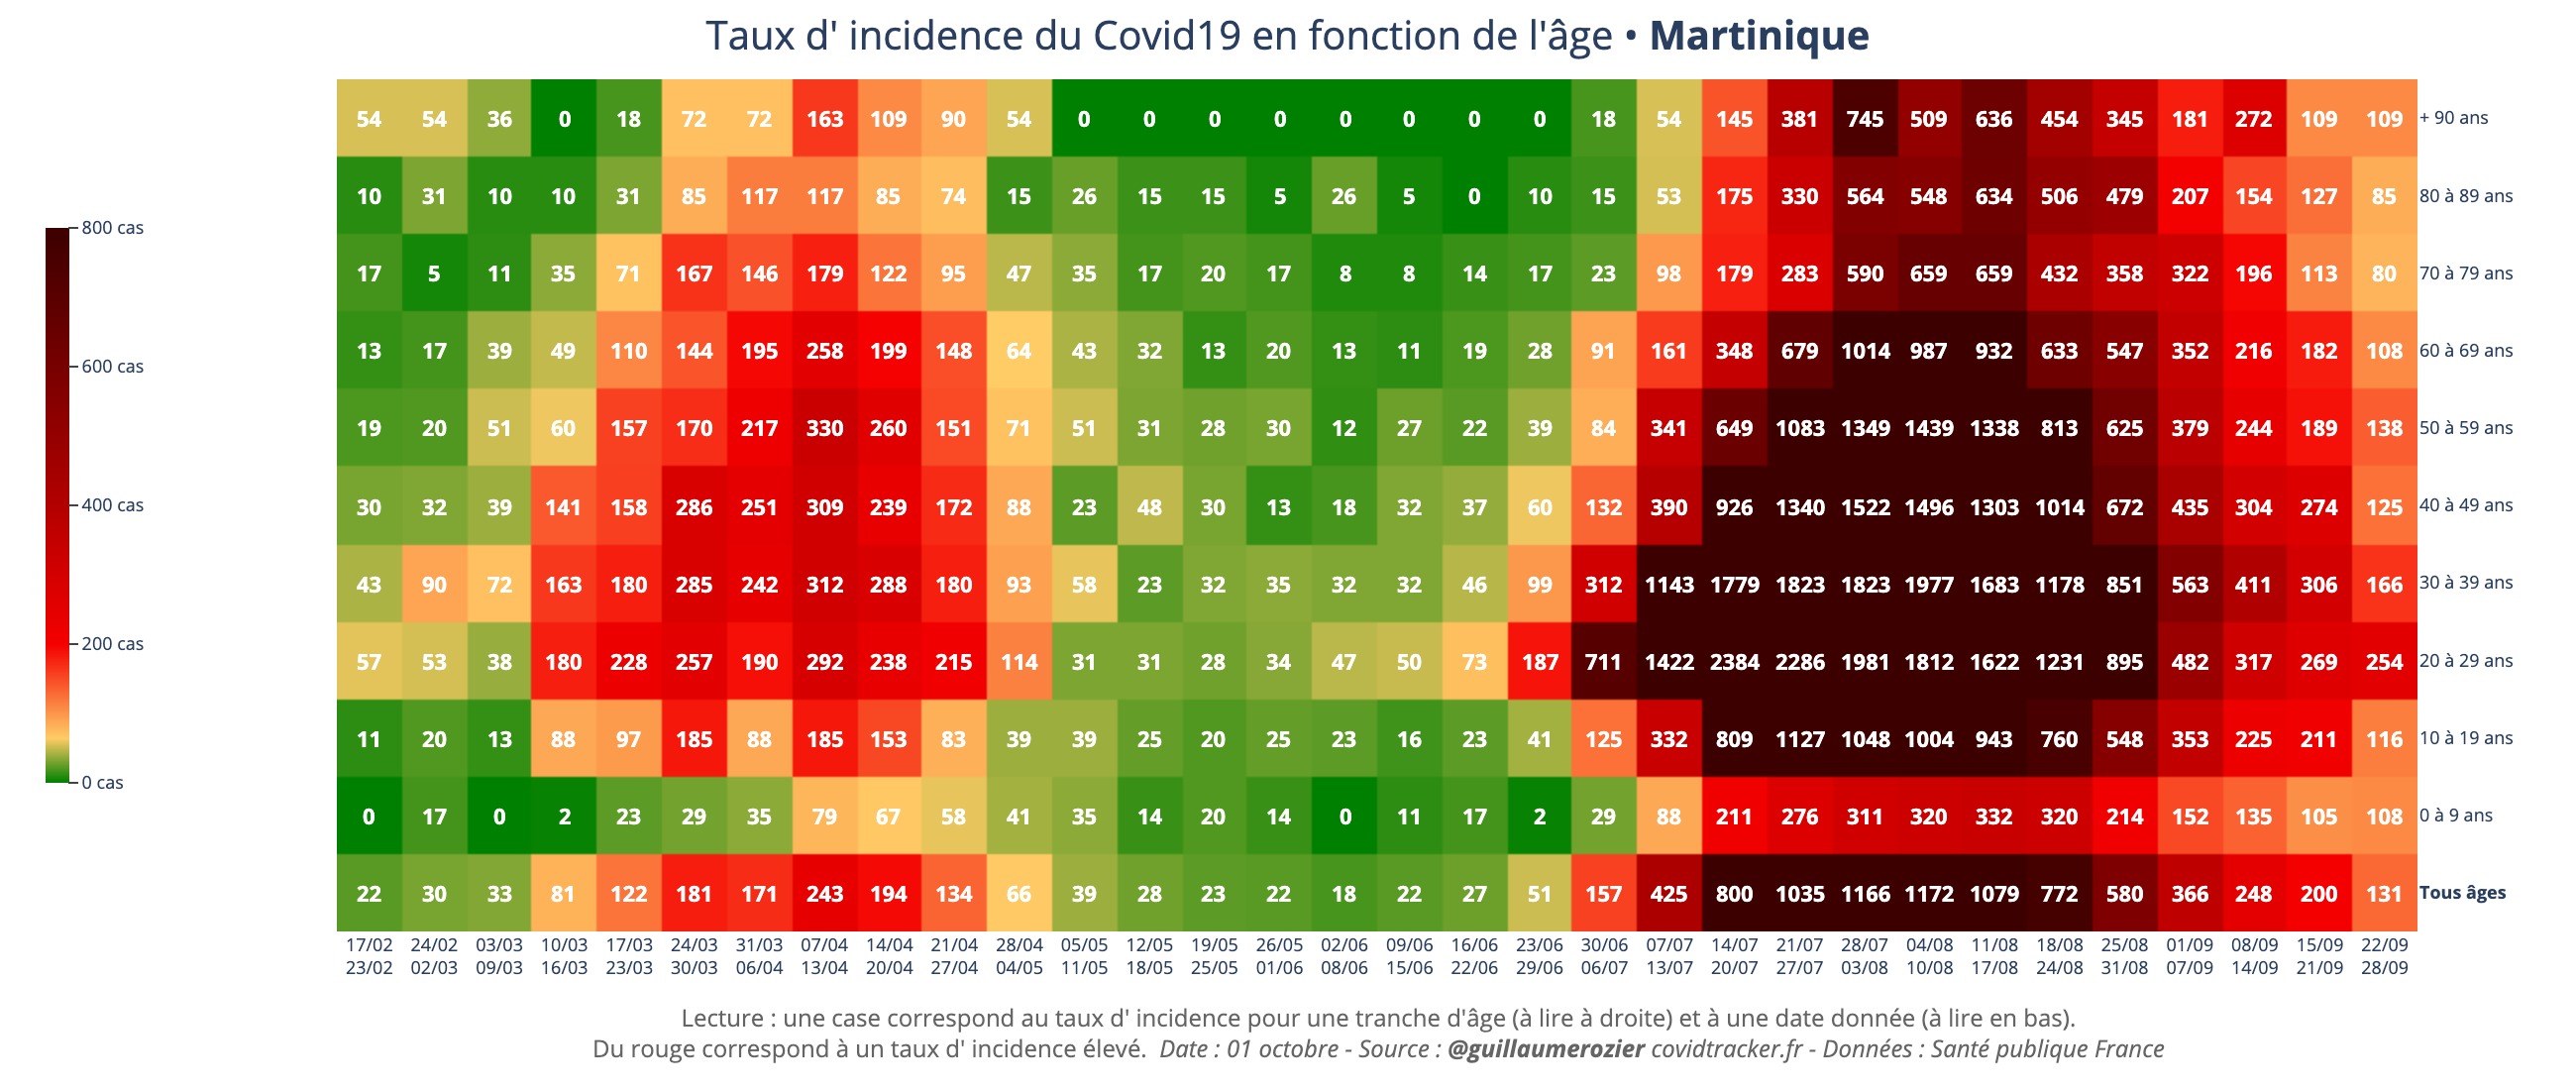 Taux d' incidence du Covid19 en fonction de l'âge • Martinique
54 54 36 0 18 72 72 163 109 90 54 0 0 0 0 0 0 0 0 18 54 145 381 745 509 636 454 345 181 272 109 109 + 90 ans
10 31 10 10 31 85 117 117 85 74 15 26 15 15 5 26 5 0 10 15 53 175 330 564 548 634 506 479 207 154 127 85 80 à 89 ans
800 cas
17 5 11 35 71 167 146 179 122 95 47 35 17 20 17 8 8 14 17 23 98 179 283 590 659 659 432 358 322 196 113 80 70 à 79 ans
13 17 39 49 110 144 195 258 199 148 64 43 32 13 20 13 11 19 28 91 161 348 679 1014 987 932 633 547 352 216 182 108 60 à 69 ans
600 cas
19 20 51 60 157 170 217 330 260 151 71 51 31 28 30 12 27 22 39 84 341 649 1083 1349 1439 1338 813 625 379 244 189 138 50 à 59 ans
400 cas
30 32 39 141 158 286 251 309 239 172 88 23 48 30 13 18 32 37 60 132 390 926 1340 1522 1496 1303 1014 672 435 304 274 125 40 à 49 ans
43 90 72 163 180 285 242 312 288 180 93 58 23 32 35 32 32 46 99 312 1143 1779 1823 1823 1977 1683 1178 851 563 411 306 166 30 à 39 ans
200 cas
57 53 38 180 228 257 190 292 238 215 114 31 31 28 34 47 50 73 187 711 1422 2384 2286 1981 1812 1622 1231 895 482 317 269 254 20 à 29 ans
11 20 13 88 97 185 88 185 153 83 39 39 25 20 25 23 16 23 41 125 332 809 1127 1048 1004 943 760 548 353 225 211 116 10 à 19 ans
0 cas
0 17 0 2 23 29 35 79 67 58 41 35 14 20 14 0 11 17 2 29 88 211 276 311 320 332 320 214 152 135 105 108 0 à 9 ans
22 30 33 81 122 181 171 243 194 134 66 39 28 23 22 18 22 27 51 157 425 800 1035 1166 1172 1079 772 580 366 248 200 131 Tous âges
17/02 24/02 03/03 10/03 17/03 24/03 31/03 07/04 14/04 21/04 28/04 05/05 12/05 19/05 26/05 02/06 09/06 16/06 23/06 30/06 07/07 14/07 21/07 28/07 04/08 11/08 18/08 25/08 01/09 08/09 15/09 22/09
23/02 02/03 09/03 16/03 23/03 30/03 06/04 13/04 20/04 27/04 04/05 11/05 18/05 25/05 01/06 08/06 15/06 22/06 29/06 06/07 13/07 20/07 27/07 03/08 10/08 17/08 24/08 31/08 07/09 14/09 21/09 28/09
Lecture : une case correspond au taux d' incidence pour une tranche d'âge (à lire à droite) et à une date donnée (à lire en bas).
Du rouge correspond à un taux d' incidence élevé. Date : 01 octobre - Source : @guillaumerozier covidtracker.fr - Données : Santé publique France